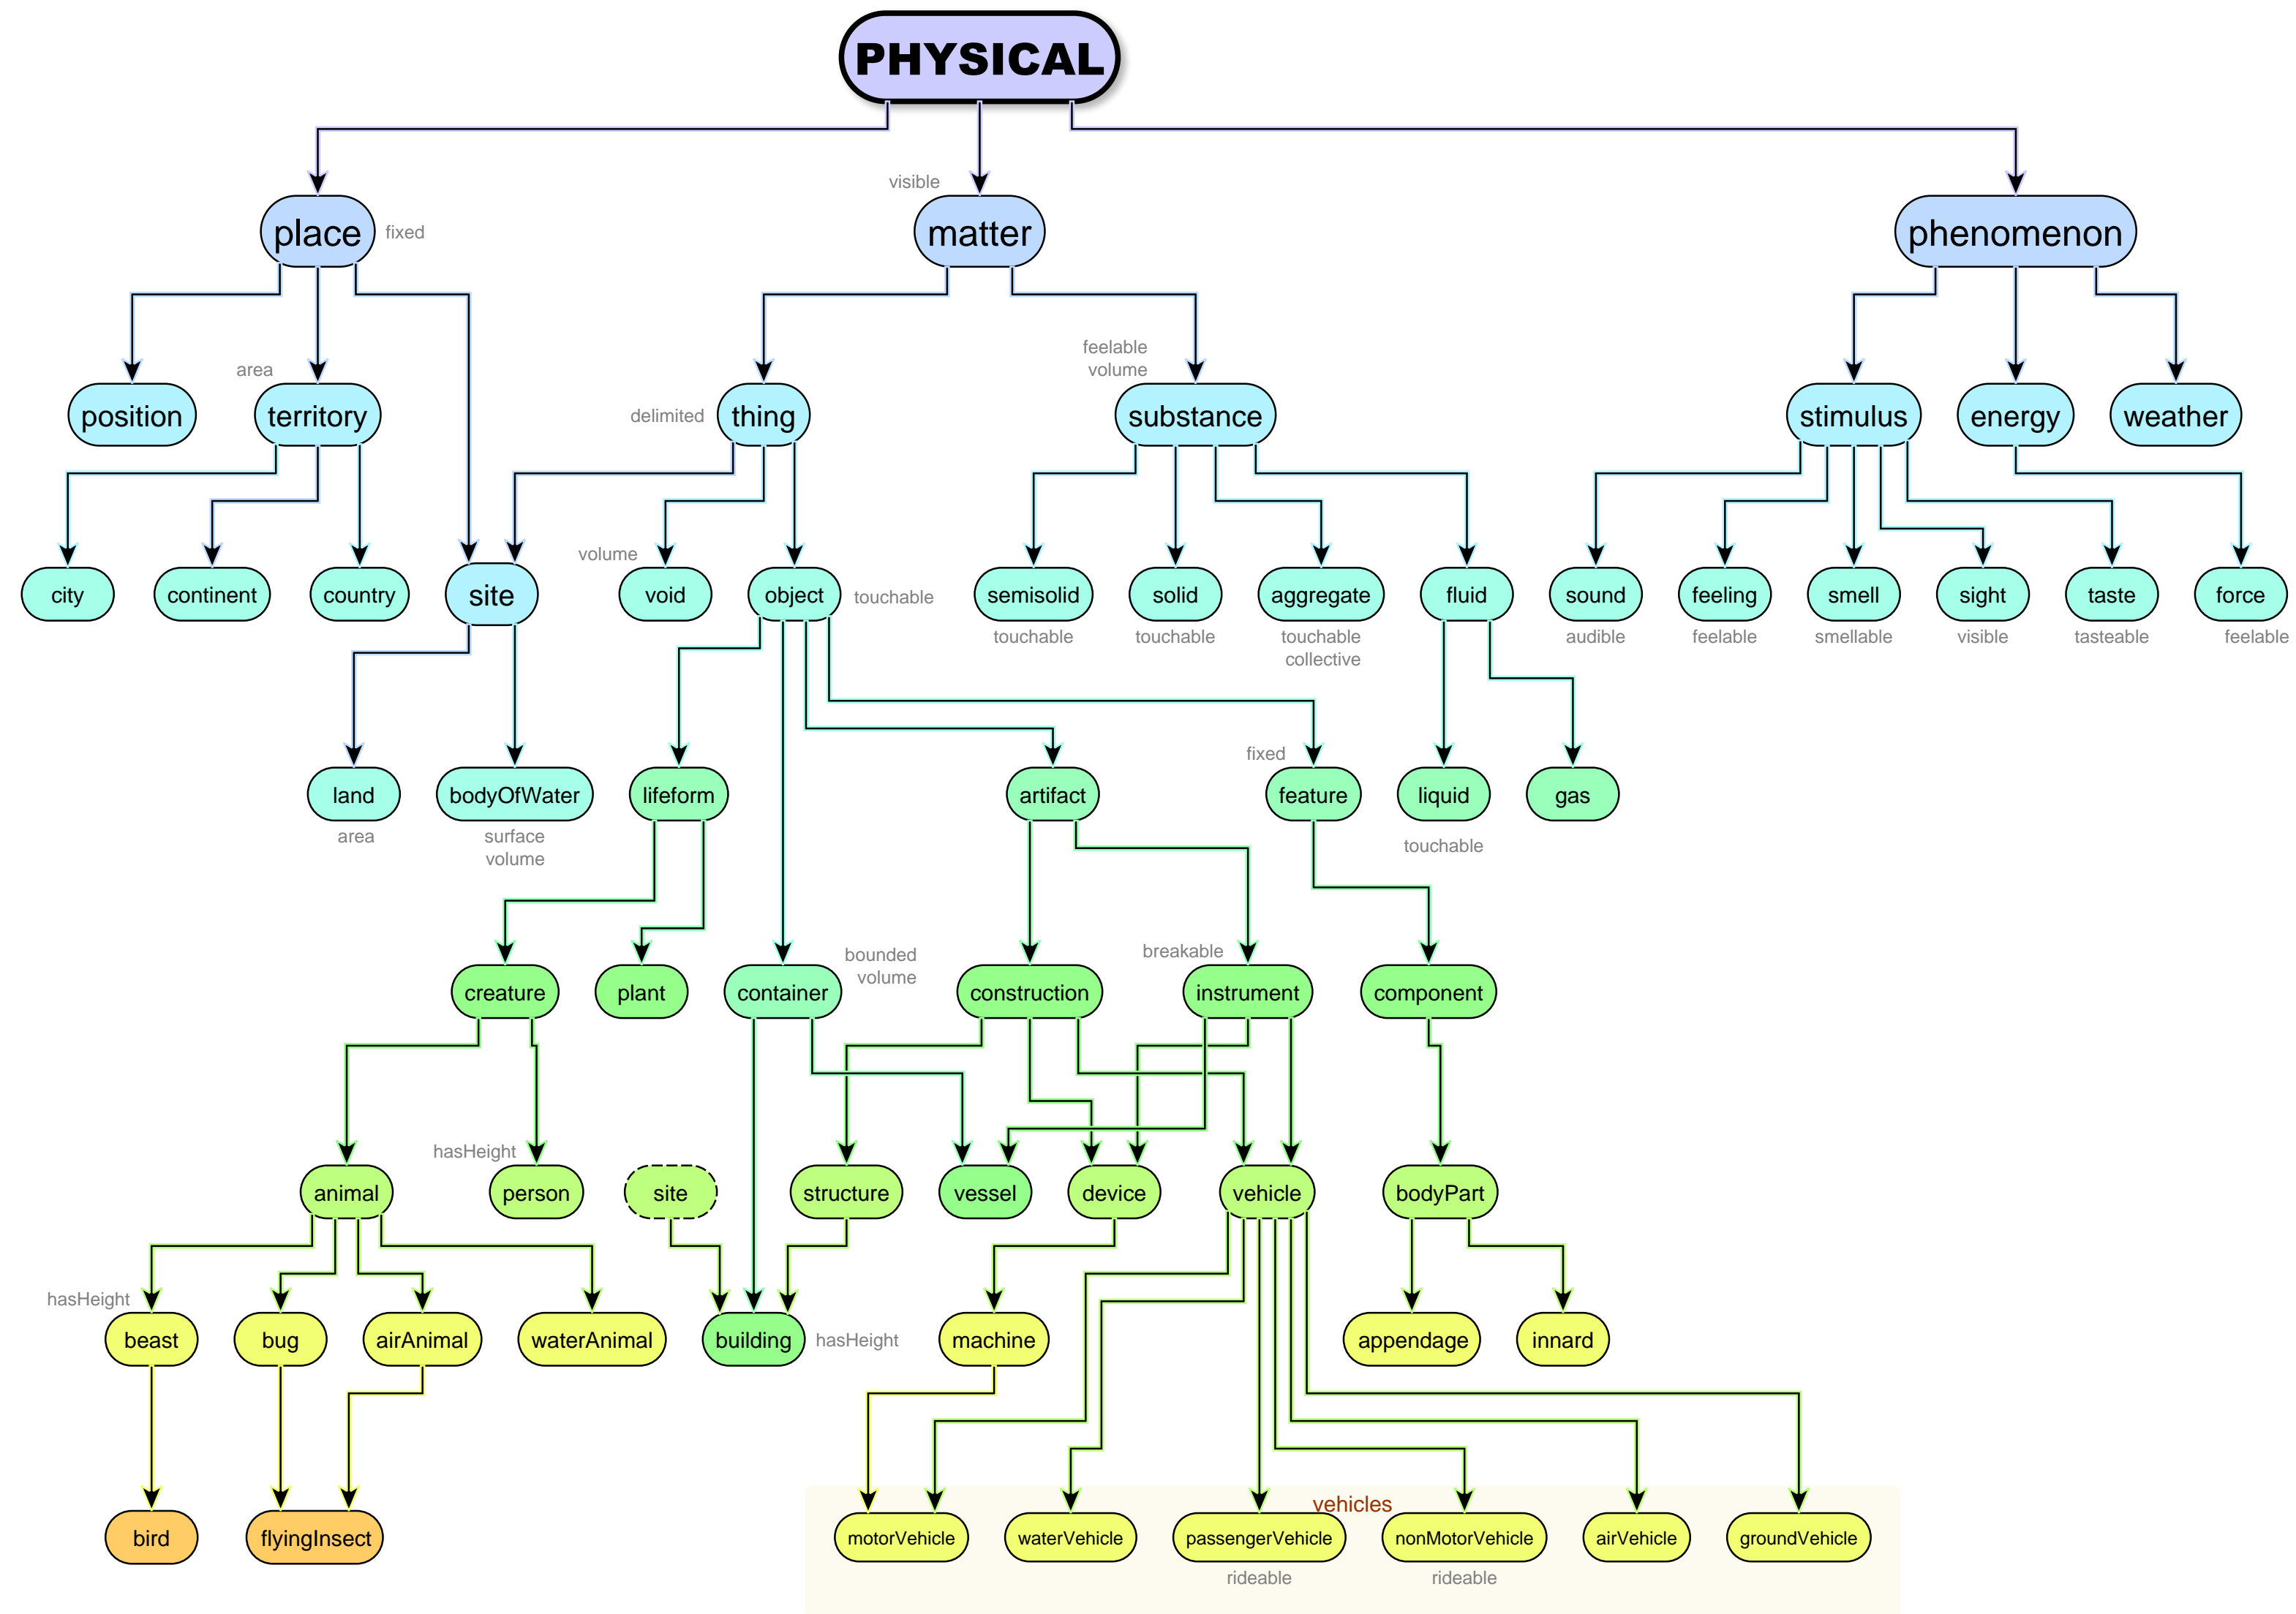 PHYSICAL
visible
place
fixed
matter
phenomenon
feelable
volume
area
position
territory
delimited
thing
substance
stimulus
energy
weather
volume
city
continent
country
site
void
object
touchable
semisolid
solid
aggregate
fluid
sound
feeling
smell
sight
taste
force
touchable
touchable
touchable
collective
audible
feelable
smellable
visible
tasteable
feelable
fixed
land
bodyOfWater
lifeform
artifact
feature
liquid
gas
area
surface
volume
touchable
bounded
volume
breakable
creature
plant
container
construction
instrument
component
hasHeight
animal
person
site
structure
vessel
device
vehicle
bodyPart
hasHeight
beast
bug
airAnimal
waterAnimal
building
hasHeight
machine
appendage
innard
vehicles
bird
flyingInsect
motorVehicle
waterVehicle
passengerVehicle
nonMotorVehicle
airVehicle
groundVehicle
rideable
rideable